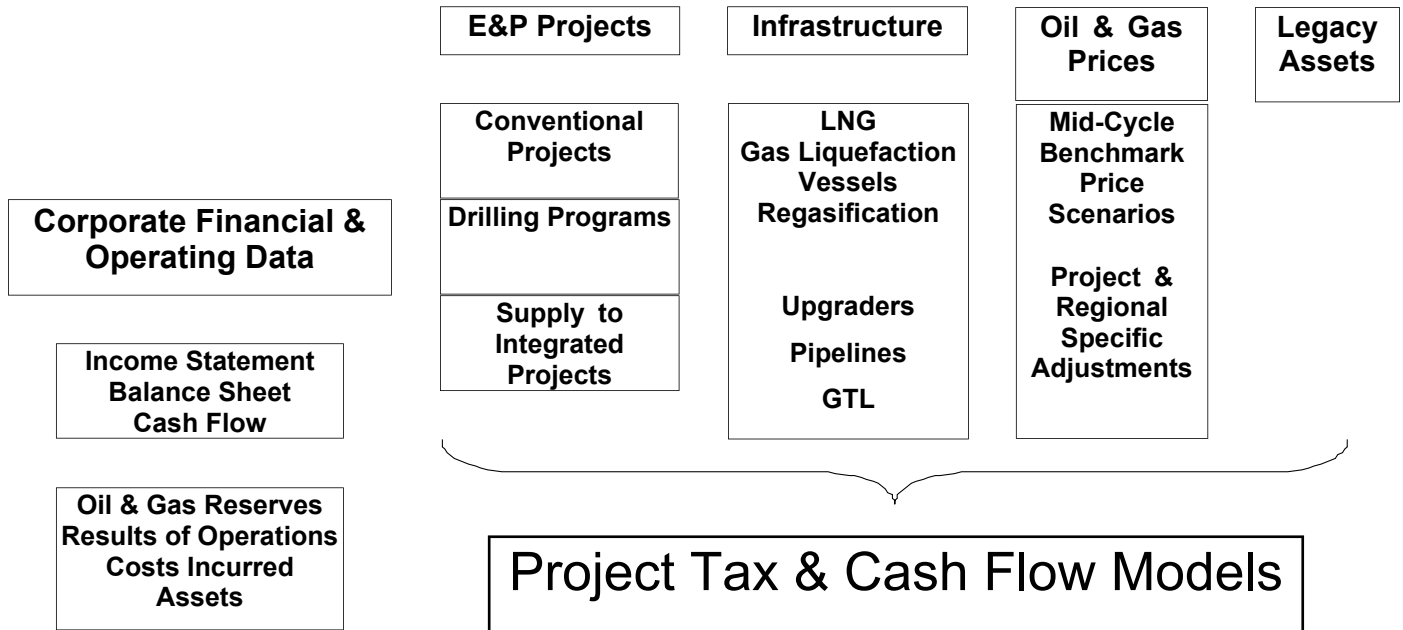 E&P Projects
Infrastructure
Oil & Gas
Prices
Legacy
Assets
Conventional
Projects
Drilling Programs
Supply to
Integrated
Projects
LNG
Gas Liquefaction
Vessels
Regasification
Upgraders
Pipelines
GTL
Mid-Cycle
Benchmark
Price
Scenarios
Project &
Regional
Specific
Adjustments
Corporate Financial &
Operating Data
Income Statement
Balance Sheet
Cash Flow
Oil & Gas Reserves
Results of Operations
Costs Incurred
Assets
Project Tax & Cash Flow Models